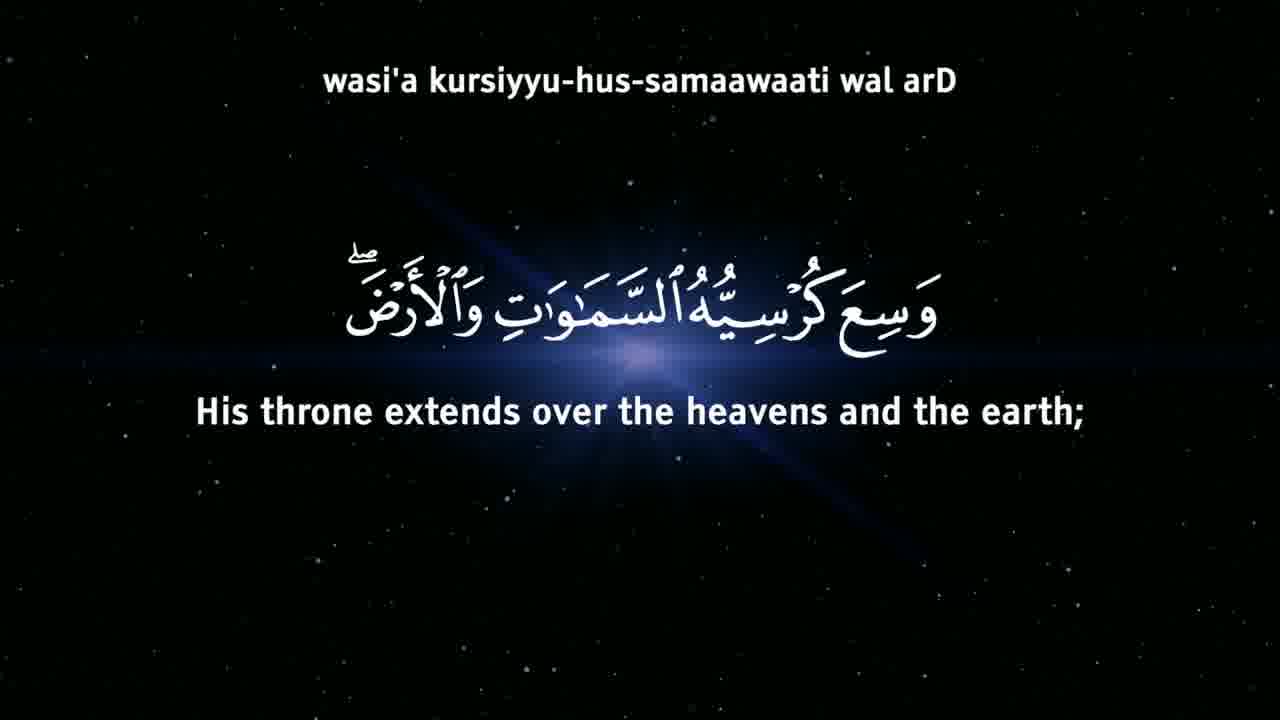 wasi'a kursiyyu-hus-samaawaati wal arD
وَسِعَ كُرْسِيُّهُ ٱلسَّمَـٰوَٰتِ وَٱلْأَرْضَ ۖ
His throne extends over the heavens and the earth;